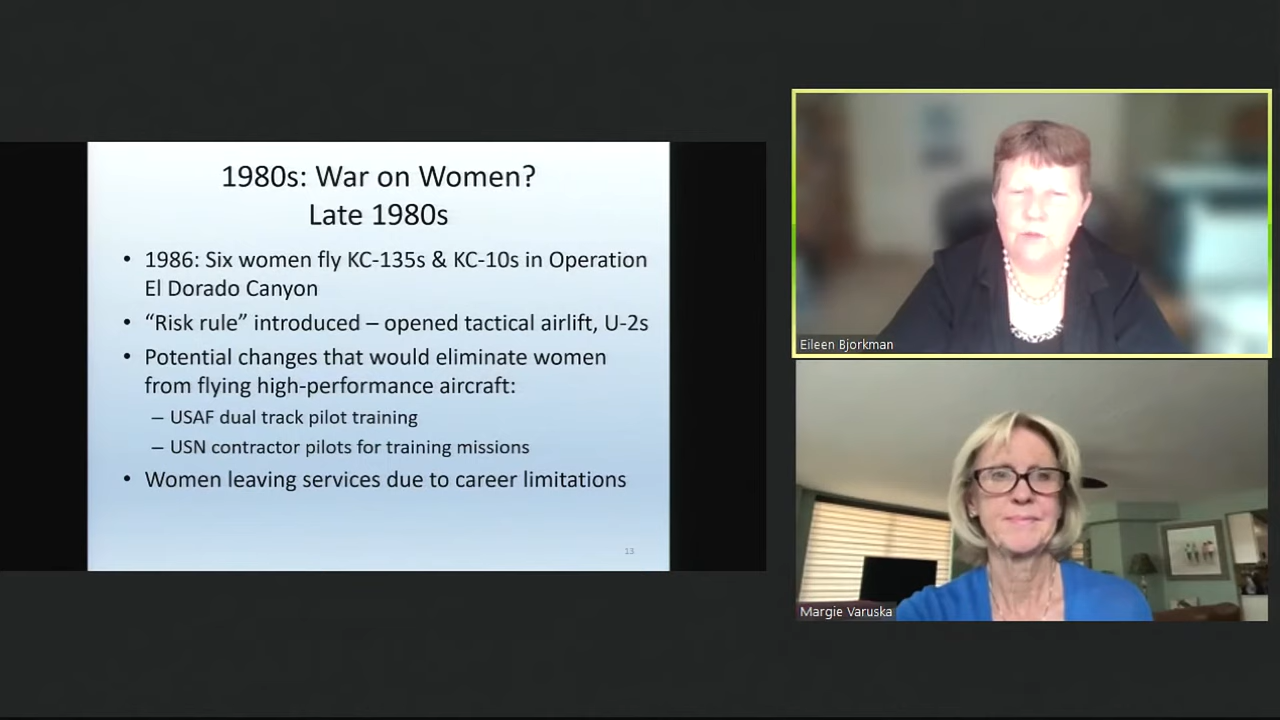 1980s: War on Women?
Late 1980s
• 1986: Six women fly KC-135s & KC-10s in Operation
El Dorado Canyon
• “Risk rule” introduced – opened tactical airlift, U-2s
• Potential changes that would eliminate women
from flying high-performance aircraft:
– USAF dual track pilot training
– USN contractor pilots for training missions
• Women leaving services due to career limitations
13
Eileen Bjorkman
Margie Varuska